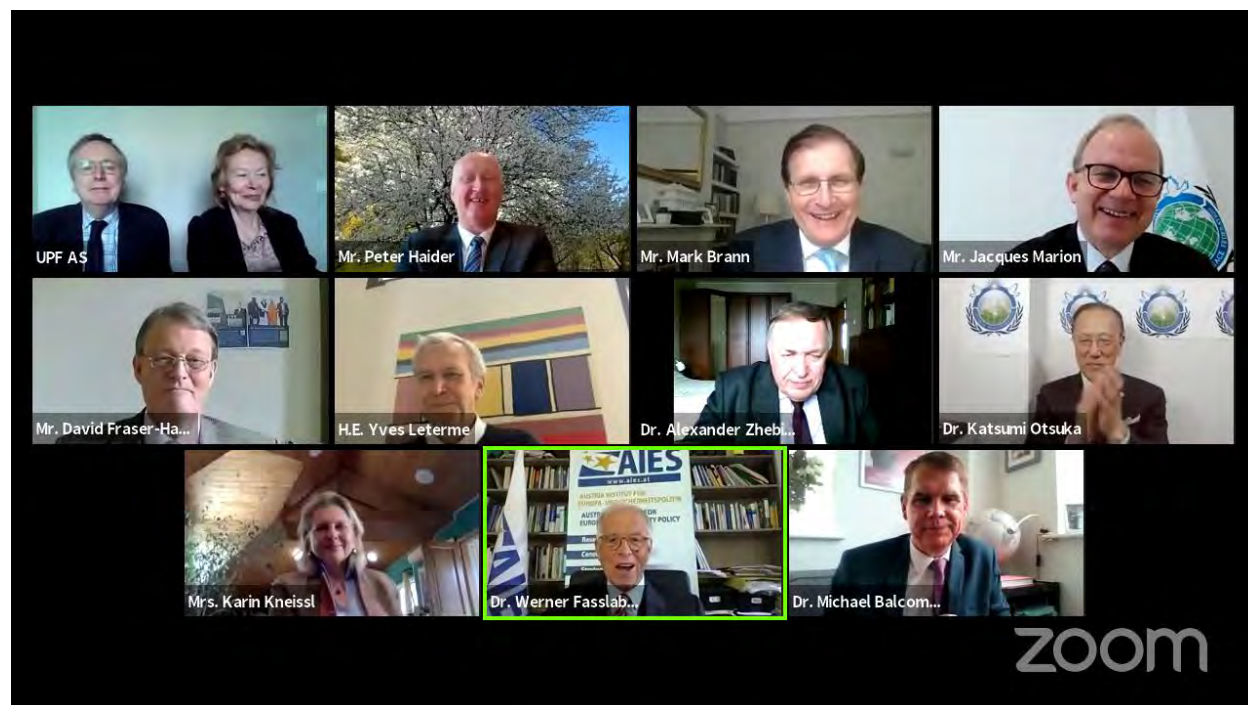 UPF AS
Mr. Peter Haider
Mr. Mark Brann
Mr. Jacques Marion
Mr. David Fraser-Ha...
H.E. Yves Leterme
Dr. Alexander Zhebi...
Dr. Katsumi Otsuka
AIES
www.aies.at
AUSTRIA INSTITUT FÜR
EUROPA- UND SICHERHEITSPOLITIK
FOR
POLICY
Mrs. Karin Kneissl
Dr. Werner Fasslab...
Dr. Michael Balcom...
zoom